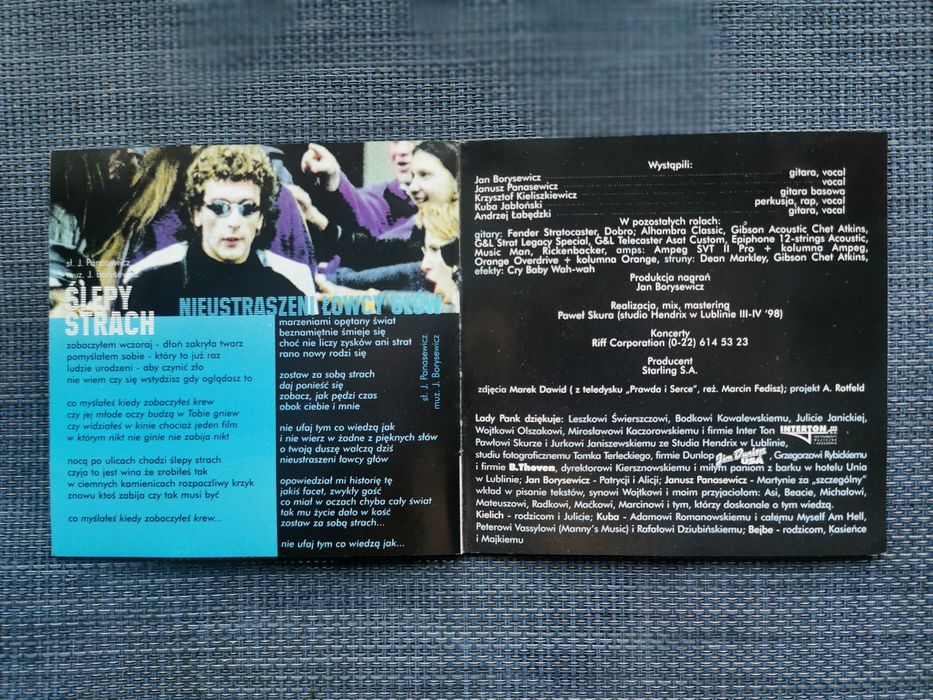 sł. J. Panasewicz
muz. J. Borysewicz
ŚLEPY
STRACH
zobaczyłem wczoraj - dłoń zakryła twarz
pomyślałem sobie - który to już raz
ludzie urodzeni - aby czynić zło
nie wiem czy się wstydzisz gdy oglądasz to
co myślałeś kiedy zobaczyłeś krew
czy jej młode oczy budzą w Tobie gniew
czy widziałeś w kinie chociaż jeden film
w którym nikt nie ginie nie zabija nikt
nocą po ulicach chodzi ślepy strach
czyja to jest wina że zrobiłeś tak
w ciemnych kamienicach rozpaczliwy krzyk
znowu ktoś zabija czy tak musi być
co myślałeś kiedy zobaczyłeś krew...
NIEUSTRASZENI ŁOWCY GŁÓW
marzeniami opętany świat
beznamiętnie śmieje się
choć nie liczy zysków ani strat
rano nowy rodzi się
zostaw za sobą strach
daj ponieść się
zobacz, jak pędzi czas
obok ciebie i mnie
nie ufaj tym co wiedzą jak
i nie wierz w żadne z pięknych słów
o twoją duszę walczą dziś
nieustraszeni łowcy głów
opowiedział mi historię tę
jakiś facet, zwykły gość
co miał w oczach chyba cały świat
tak mu życie dało w kość
zostaw za sobą strach...
nie ufaj tym co wiedzą jak...
sł. J. Panasewicz
muz. J. Borysewicz
Wystąpili:
Jan Borysewicz gitara, vocal
Janusz Panasewicz vocal
Krzysztof Kieliszkiewicz gitara basowa
Kuba Jabłoński perkusja, rap, vocal
Andrzej Łabędzki gitara, vocal
W pozostałych rolach:
gitary: Fender Stratocaster, Dobro; Alhambra Classic, Gibson Acoustic Chet Atkins,
G&L Strat Legacy Special, G&L Telecaster Asat Custom, Epiphone 12-strings Acoustic,
Music Man, Rickenbacker, amps: Ampeg SVT II Pro + kolumna Ampeg,
Orange Overdrive + kolumna Orange, struny: Dean Markley, Gibson Chet Atkins,
efekty: Cry Baby Wah-wah
Produkcja nagrań
Jan Borysewicz
Realizacja, mix, mastering
Paweł Skura (studio Hendrix w Lublinie III-IV '98)
Koncerty
Riff Corporation (0-22) 614 53 23
Producent
Starling S.A.
zdjęcia Marek Dawid ( z teledysku „Prawda i Serce", reż. Marcin Fedisz); projekt A. Rotfeld
Lady Pank dziękuje: Leszkowi Świerszczowi, Bodkowi Kowalewskiemu, Julicie Janickiej,
Wojtkowi Olszakowi, Mirosławowi Kaczorowskiemu i firmie Inter Ton INTERTON,
Pawłowi Skurze i Jurkowi Janiszewskiemu ze Studia Hendrix w Lublinie,
studiu fotograficznemu Tomka Terleckiego, firmie Dunlop Jim Dunlop USA, Grzegorzowi Rybickiemu
i firmie B.Thoven, dyrektorowi Kiersznowskiemu i miłym paniom z barku w hotelu Unia
w Lublinie; Jan Borysewicz - Patrycji i Alicji; Janusz Panasewicz - Martynie za „szczególny"
wkład w pisanie tekstów, synowi Wojtkowi i moim przyjaciołom: Asi, Beacie, Michałowi,
Mateuszowi, Radkowi, Maćkowi, Marcinowi i tym, którzy doskonale o tym wiedzą.
Kielich - rodzicom i Julicie; Kuba - Adamowi Romanowskiemu i całemu Myself Am Hell,
Peterowi Vassylowi (Manny's Music) i Rafałowi Dziubińskiemu; Bejbe - rodzicom, Kasieńce
i Majkiemu